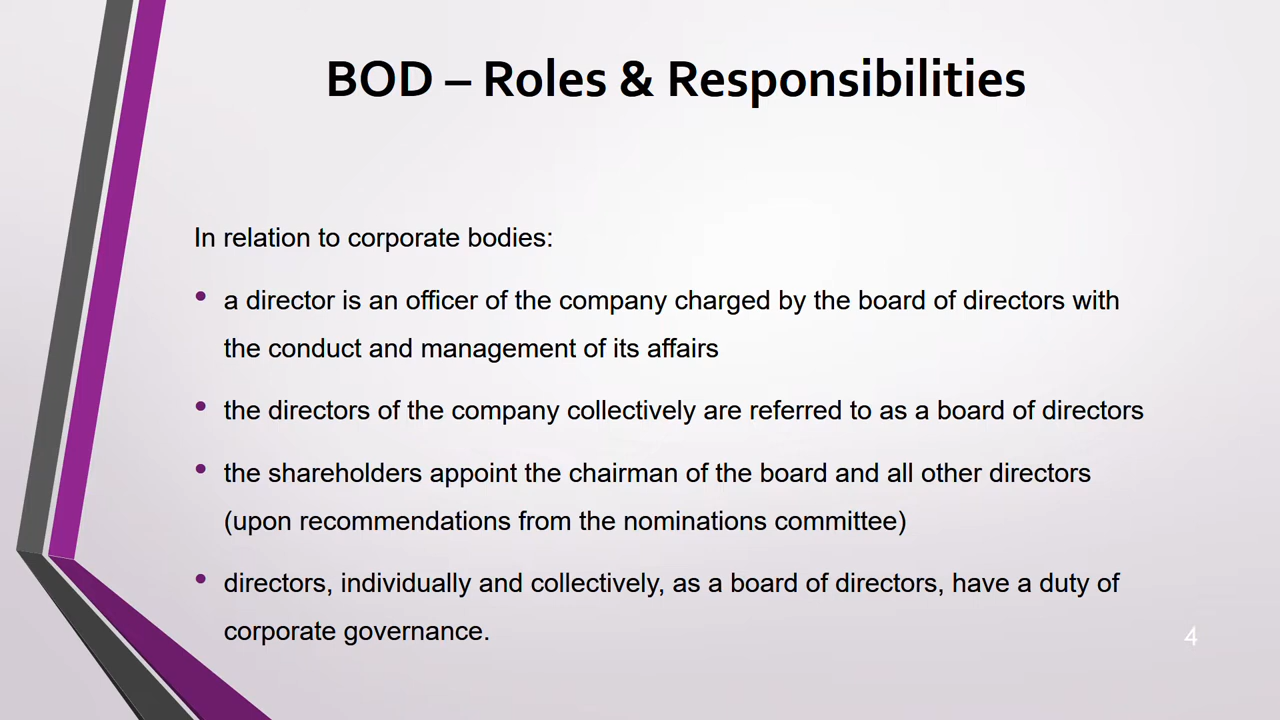 BOD – Roles & Responsibilities
In relation to corporate bodies:
• a director is an officer of the company charged by the board of directors with
the conduct and management of its affairs
• the directors of the company collectively are referred to as a board of directors
• the shareholders appoint the chairman of the board and all other directors
(upon recommendations from the nominations committee)
• directors, individually and collectively, as a board of directors, have a duty of
corporate governance.
4